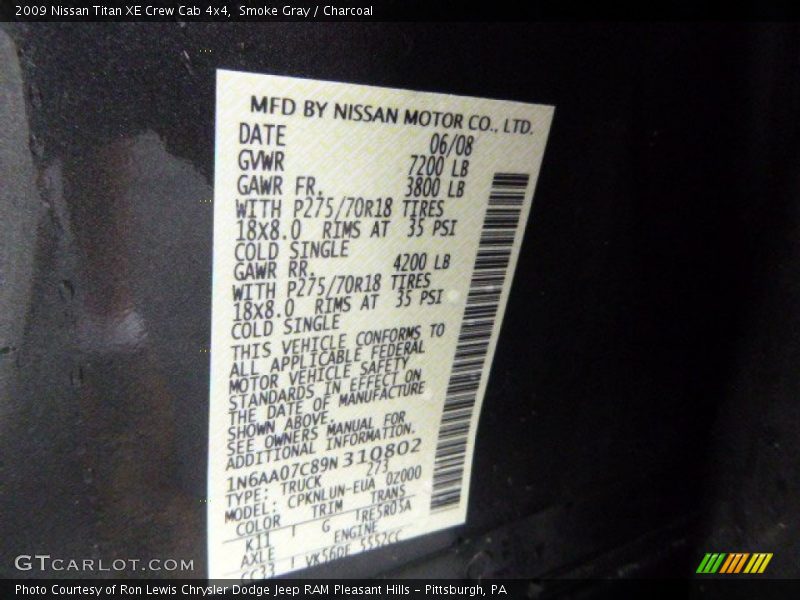 2009 Nissan Titan XE Crew Cab 4x4,  Smoke Gray / Charcoal
MFD BY NISSAN MOTOR CO., LTD.
DATE 06/08
GVWR 7200 LB
GAWR FR. 3800 LB
WITH P275/70R18 TIRES
18X8.0 RIMS AT 35 PSI
COLD SINGLE
GAWR RR. 4200 LB
WITH P275/70R18 TIRES
18X8.0 RIMS AT 35 PSI
COLD SINGLE
THIS VEHICLE CONFORMS TO
ALL APPLICABLE FEDERAL
MOTOR VEHICLE SAFETY
STANDARDS IN EFFECT ON
THE DATE OF MANUFACTURE
SHOWN ABOVE.
SEE OWNERS MANUAL FOR
ADDITIONAL INFORMATION.
1N6AA07C89N310802
TYPE: TRUCK 273
MODEL: CPKNLUN-EUA 0Z000
COLOR TRIM TRANS
K11 G TRE5R05A
AXLE ENGINE
CC33 VK56DE 5552CC
GTCARLOT.COM
Photo Courtesy of Ron Lewis Chrysler Dodge Jeep RAM Pleasant Hills - Pittsburgh, PA